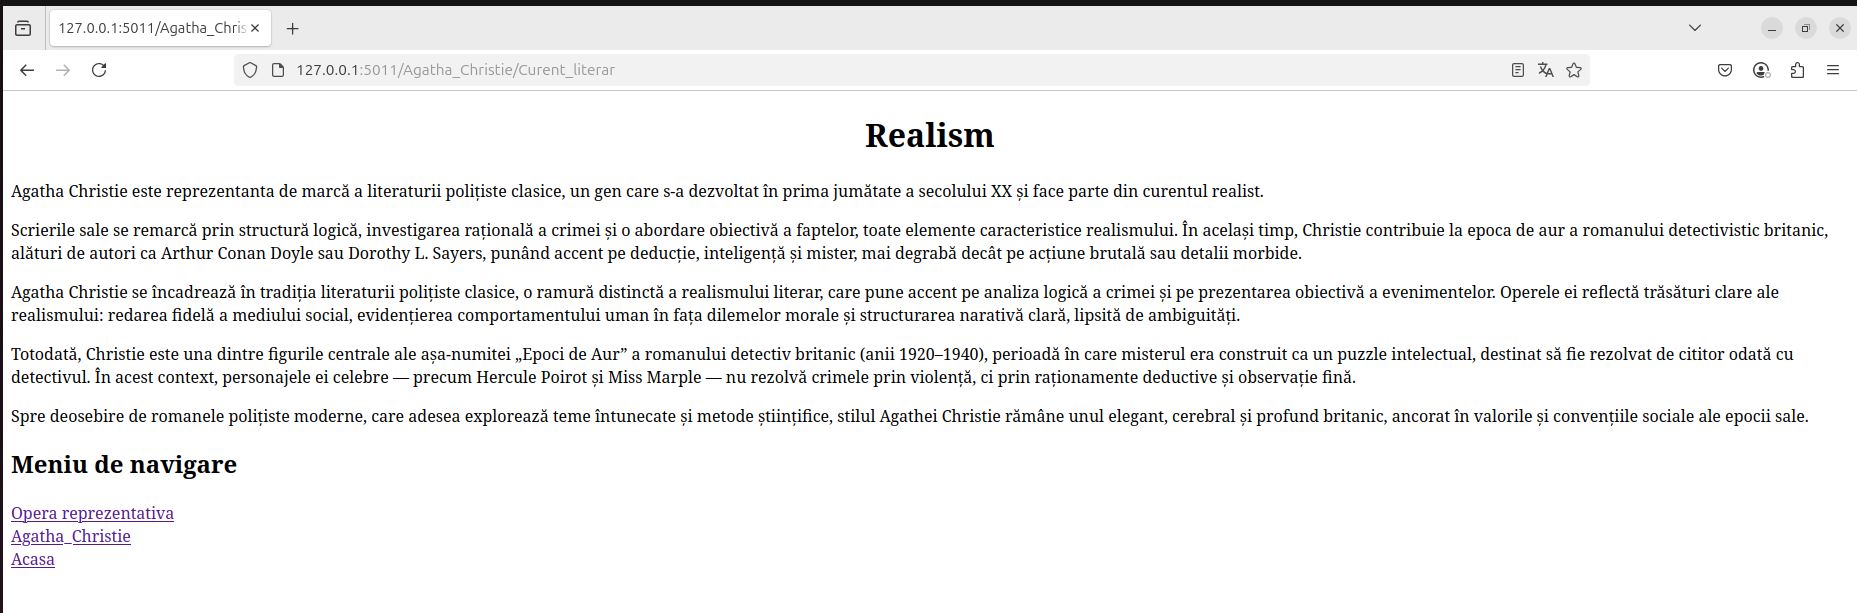 127.0.0.1:5011/Agatha_Chris
127.0.0.1:5011/Agatha_Christie/Curent_literar
Realism
Agatha Christie este reprezentanta de marcă a literaturii polițiste clasice, un gen care s-a dezvoltat în prima jumătate a secolului XX și face parte din curentul realist.
Scrierile sale se remarcă prin structură logică, investigarea rațională a crimei și o abordare obiectivă a faptelor, toate elemente caracteristice realismului. În același timp, Christie contribuie la epoca de aur a romanului detectivistic britanic,
alături de autori ca Arthur Conan Doyle sau Dorothy L. Sayers, punând accent pe deducție, inteligență și mister, mai degrabă decât pe acțiune brutală sau detalii morbide.
Agatha Christie se încadrează în tradiția literaturii polițiste clasice, o ramură distinctă a realismului literar, care pune accent pe analiza logică a crimei și pe prezentarea obiectivă a evenimentelor. Operele ei reflectă trăsături clare ale
realismului: redarea fidelă a mediului social, evidențierea comportamentului uman în fața dilemelor morale și structurarea narativă clară, lipsită de ambiguități.
Totodată, Christie este una dintre figurile centrale ale așa-numitei „Epoci de Aur” a romanului detectiv britanic (anii 1920–1940), perioadă în care misterul era construit ca un puzzle intelectual, destinat să fie rezolvat de cititor odată cu
detectivul. În acest context, personajele ei celebre — precum Hercule Poirot și Miss Marple — nu rezolvă crimele prin violență, ci prin raționamente deductive și observație fină.
Spre deosebire de romanele polițiste moderne, care adesea explorează teme întunecate și metode științifice, stilul Agathei Christie rămâne unul elegant, cerebral și profund britanic, ancorat în valorile și convențiile sociale ale epocii sale.
Meniu de navigare
Opera reprezentativa
Agatha_Christie
Acasa